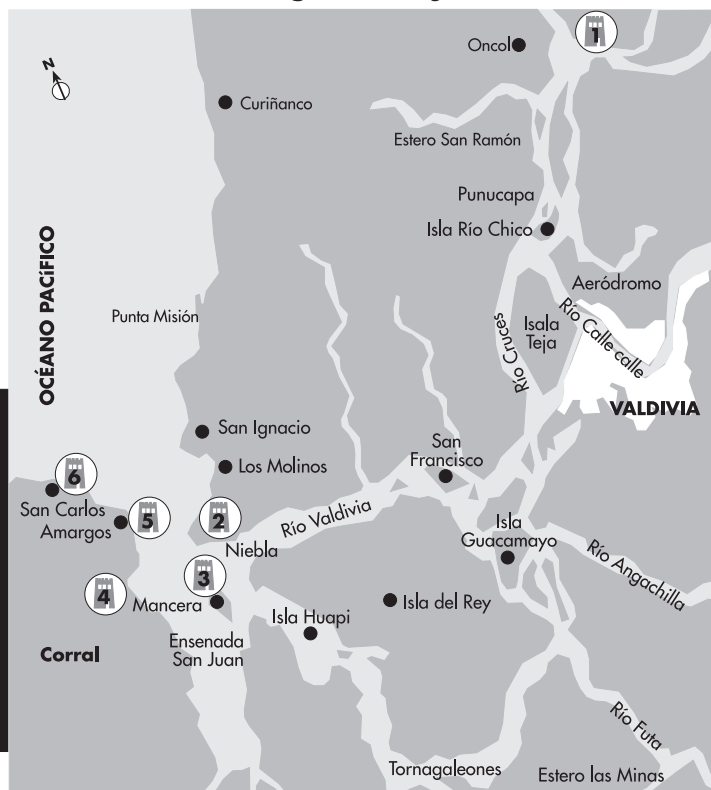 1
Oncol
N
Curiñanco
Estero San Ramón
Punucapa
Isla Río Chico
OCÉANO PACíFICO
Aeródromo
Punta Misión
Isala
Teja
Río Cruces
Río Calle calle
VALDIVIA
San Ignacio
San
Francisco
Los Molinos
6
San Carlos
Amargos
5
2
Río Valdivia
Isla
Guacamayo
Niebla
3
4
Mancera
Isla Huapi
Isla del Rey
Río Angachilla
Corral
Ensenada
San Juan
Río Futa
Tornagaleones
Estero las Minas